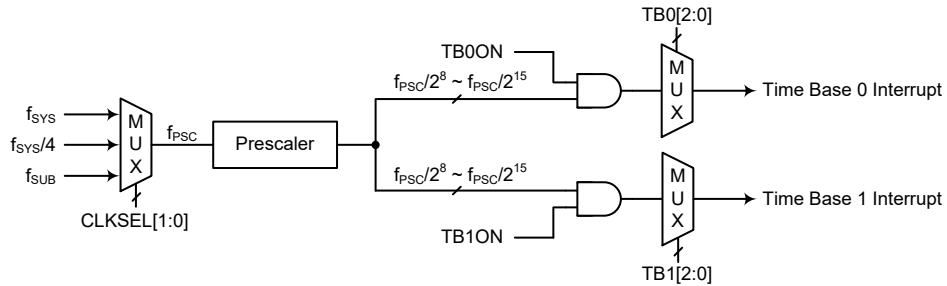 TB0[2:0]
TB0ON
M
U
X
f_PSC/2^8 ~ f_PSC/2^15
Time Base 0 Interrupt
f_SYS
f_SYS/4
f_SUB
M
U
X
f_PSC
Prescaler
CLKSEL[1:0]
f_PSC/2^8 ~ f_PSC/2^15
M
U
X
Time Base 1 Interrupt
TB1ON
TB1[2:0]